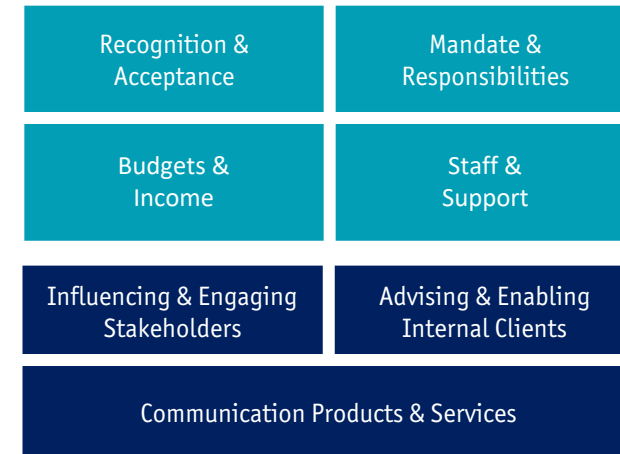 Recognition &
Acceptance
Mandate &
Responsibilities
Budgets &
Income
Staff &
Support
Influencing & Engaging
Stakeholders
Advising & Enabling
Internal Clients
Communication Products & Services